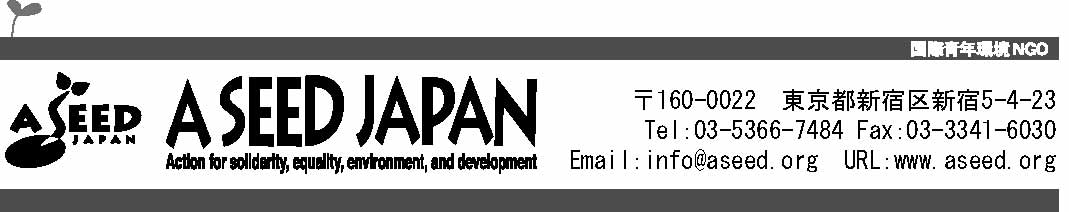 国際青年環境NGO
A SEED
JAPAN
A SEED JAPAN
Action for solidarity, equality, environment, and development
〒160-0022　東京都新宿区新宿5-4-23
Tel:03-5366-7484 Fax:03-3341-6030
Email:info@aseed.org　URL:www.aseed.org